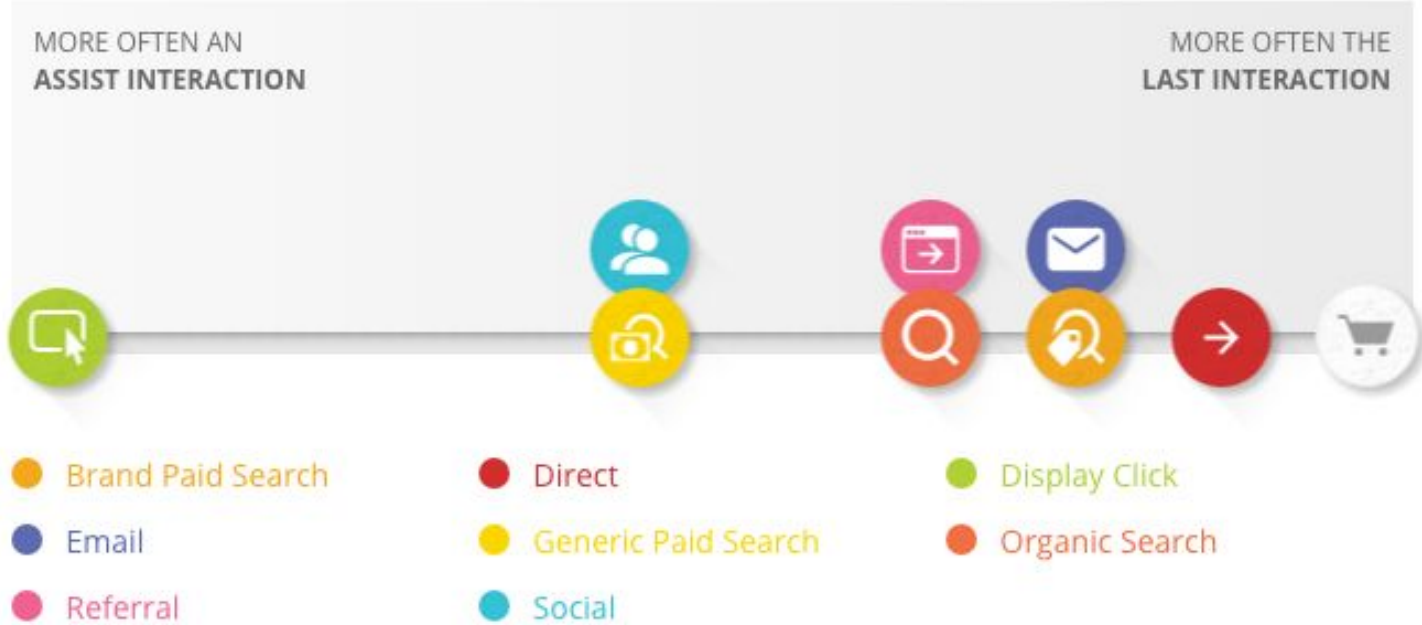 MORE OFTEN AN
ASSIST INTERACTION
MORE OFTEN THE
LAST INTERACTION
Brand Paid Search
Direct
Display Click
Email
Generic Paid Search
Organic Search
Referral
Social